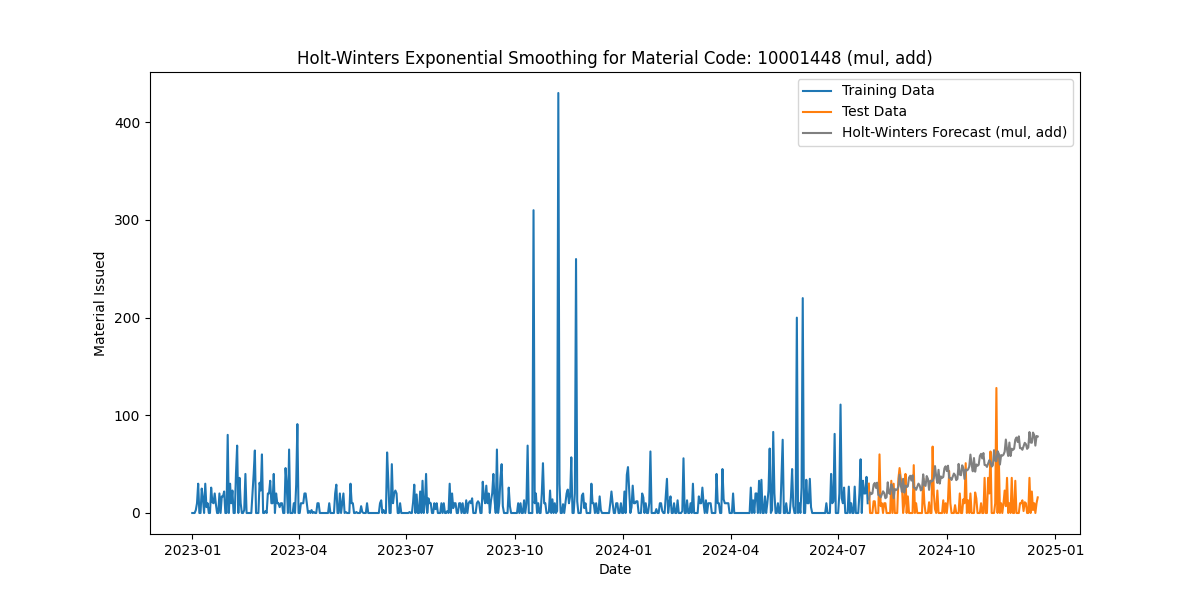 Holt-Winters Exponential Smoothing for Material Code: 10001448 (mul, add)
Training Data
Test Data
Holt-Winters Forecast (mul, add)
Material Issued
400
300
200
100
0
2023-01
2023-04
2023-07
2023-10
2024-01
2024-04
2024-07
2024-10
2025-01
Date